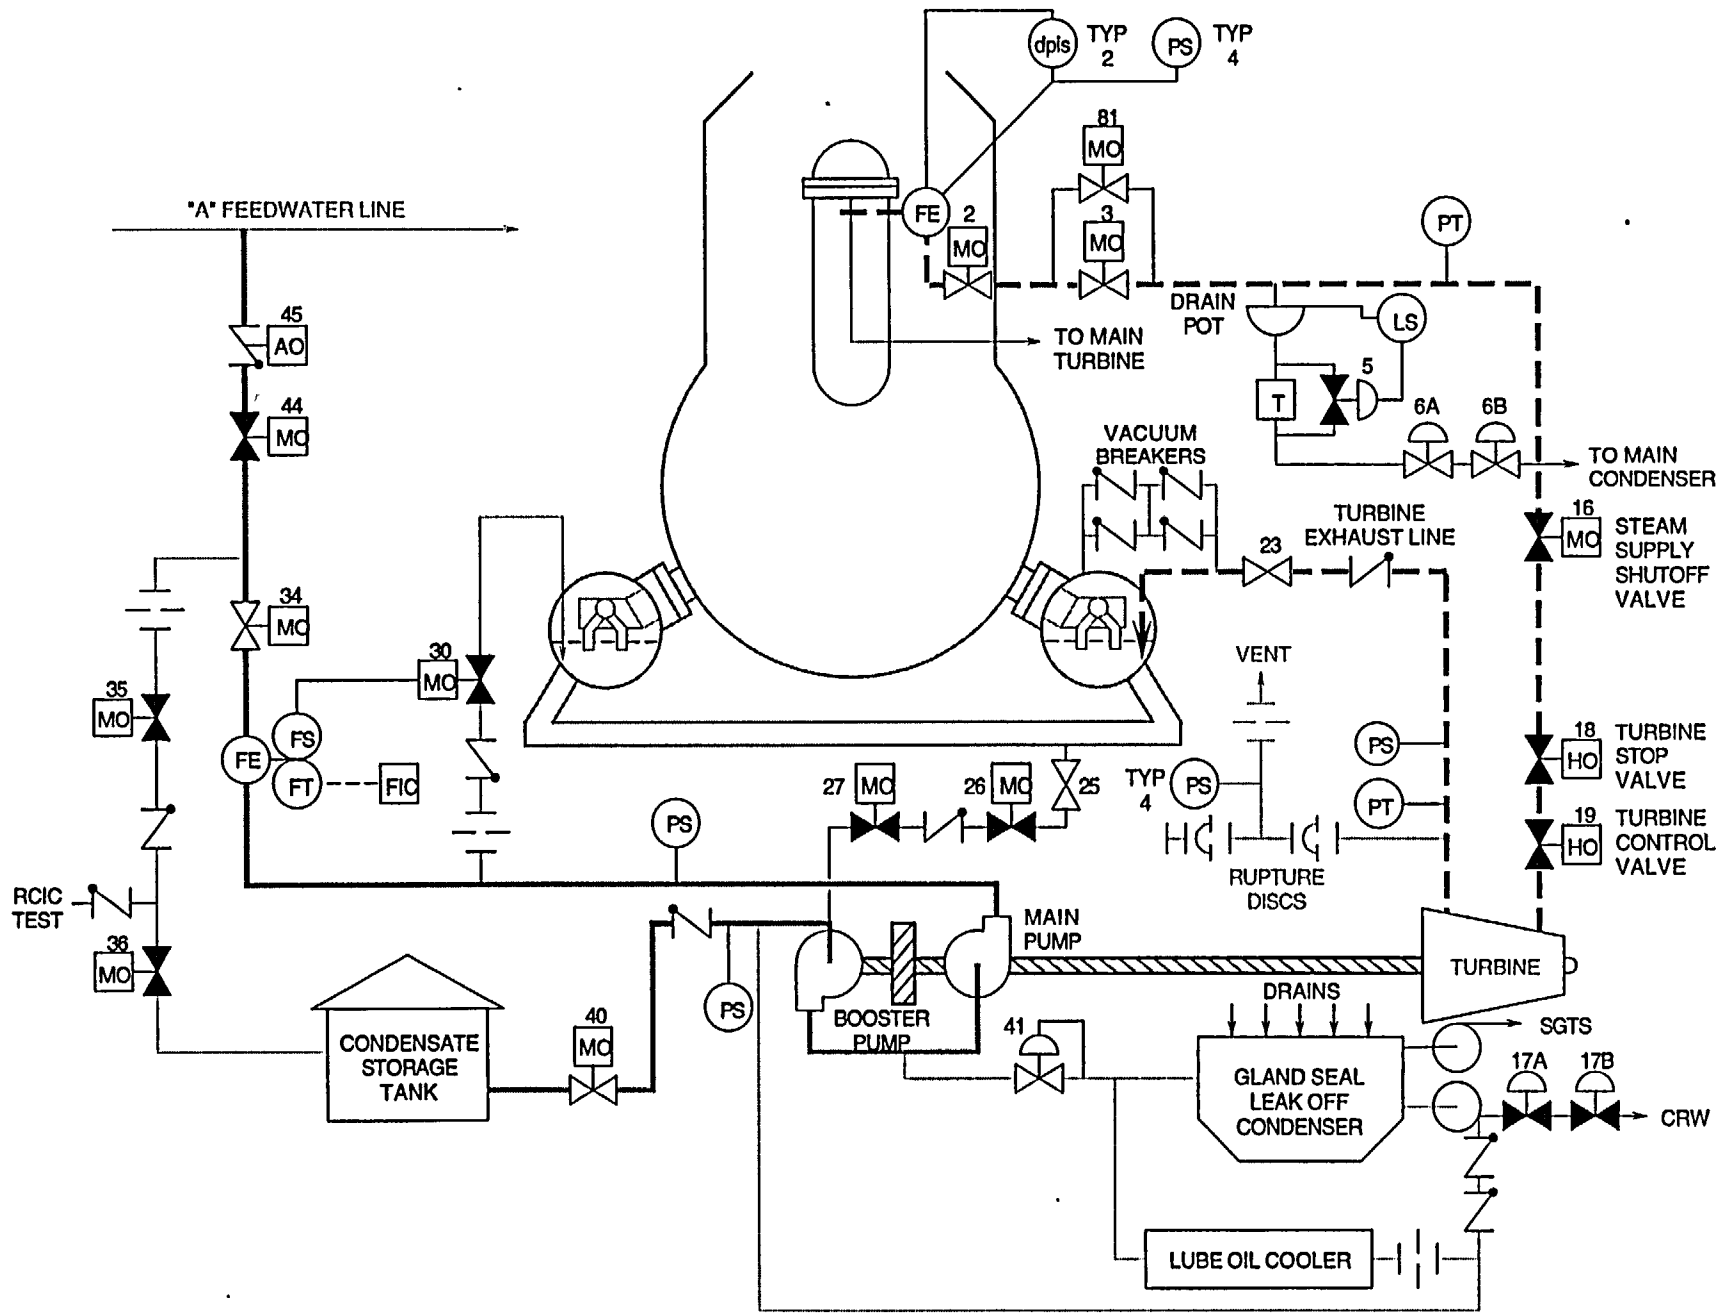 dpis
TYP
2
PS
TYP
4
81
MO
"A" FEEDWATER LINE
FE
2
MO
3
MO
PT
45
AO
DRAIN
POT
LS
TO MAIN
TURBINE
5
T
44
MO
6A
6B
VACUUM
BREAKERS
TO MAIN
CONDENSER
TURBINE
EXHAUST LINE
16
MO
STEAM
SUPPLY
SHUTOFF
VALVE
23
34
MO
30
MO
VENT
35
MO
FS
FE
FT
FIC
27
MO
26
MO
25
TYP
4
PS
PS
PT
18
HO
TURBINE
STOP
VALVE
19
HO
TURBINE
CONTROL
VALVE
PS
RUPTURE
DISCS
RCIC
TEST
MAIN
PUMP
36
MO
TURBINE
PS
DRAINS
BOOSTER
PUMP
CONDENSATE
STORAGE
TANK
40
MO
41
SGTS
GLAND SEAL
LEAK OFF
CONDENSER
17A
17B
CRW
LUBE OIL COOLER